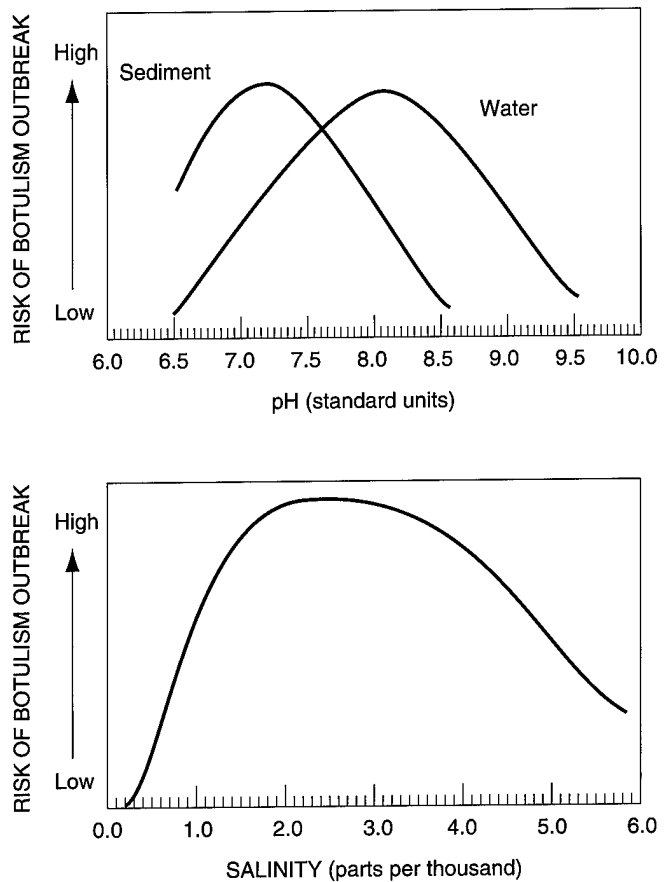 RISK OF BOTULISM OUTBREAK
High
Low
Sediment
Water
6.0 6.5 7.0 7.5 8.0 8.5 9.0 9.5 10.0
pH (standard units)
RISK OF BOTULISM OUTBREAK
High
Low
0.0 1.0 2.0 3.0 4.0 5.0 6.0
SALINITY (parts per thousand)